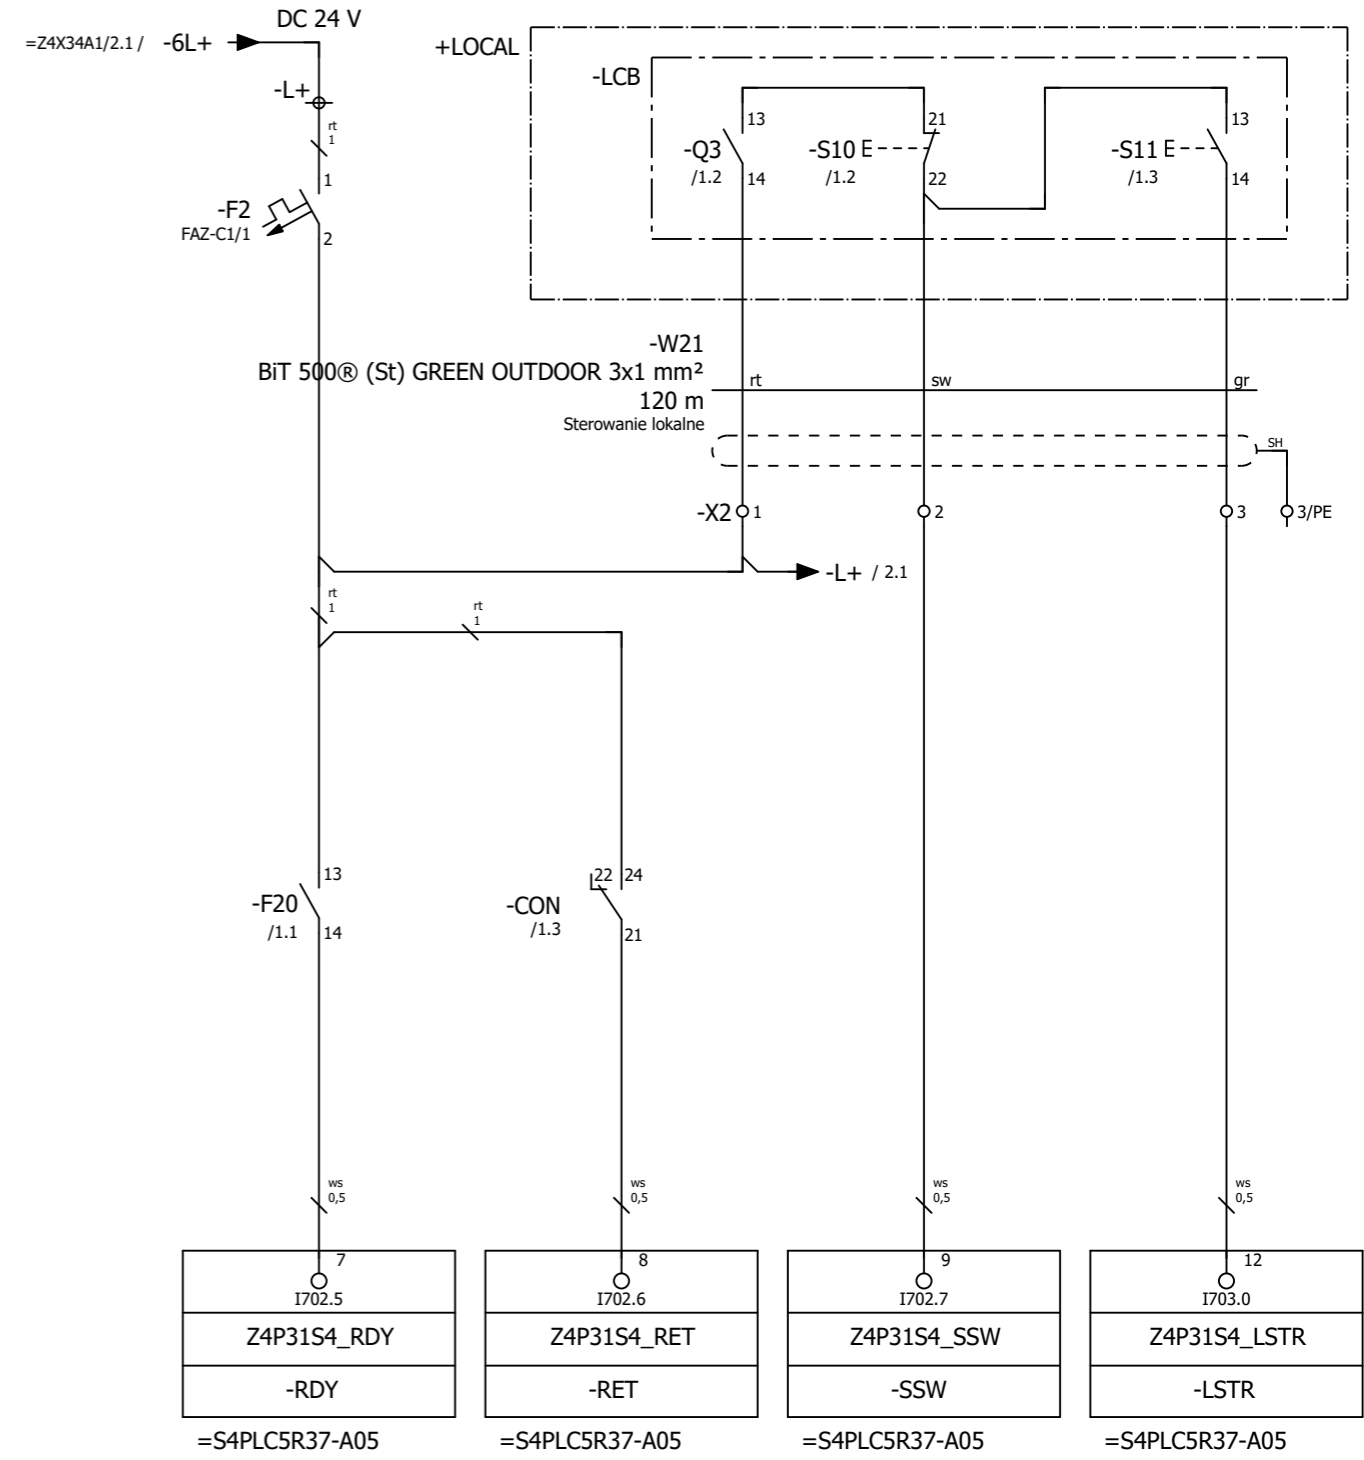 DC 24 V
=Z4X34A1/2.1 / -6L+
+LOCAL
-LCB
-L+
rt
1
1
-F2
FAZ-C1/1
2
13
-Q3
/1.2
14
21
-S10
/1.2
22
13
-S11
/1.3
14
-W21
BiT 500® (St) GREEN OUTDOOR 3x1 mm²
120 m
Sterowanie lokalne
rt
sw
gr
SH
-X2 1
2
3
3/PE
-L+ / 2.1
rt
1
rt
1
13
-F20
/1.1
14
22 24
-CON
/1.3
21
ws
0,5
ws
0,5
ws
0,5
ws
0,5
7
I702.5
Z4P31S4_RDY
-RDY
=S4PLC5R37-A05
8
I702.6
Z4P31S4_RET
-RET
=S4PLC5R37-A05
9
I702.7
Z4P31S4_SSW
-SSW
=S4PLC5R37-A05
12
I703.0
Z4P31S4_LSTR
-LSTR
=S4PLC5R37-A05